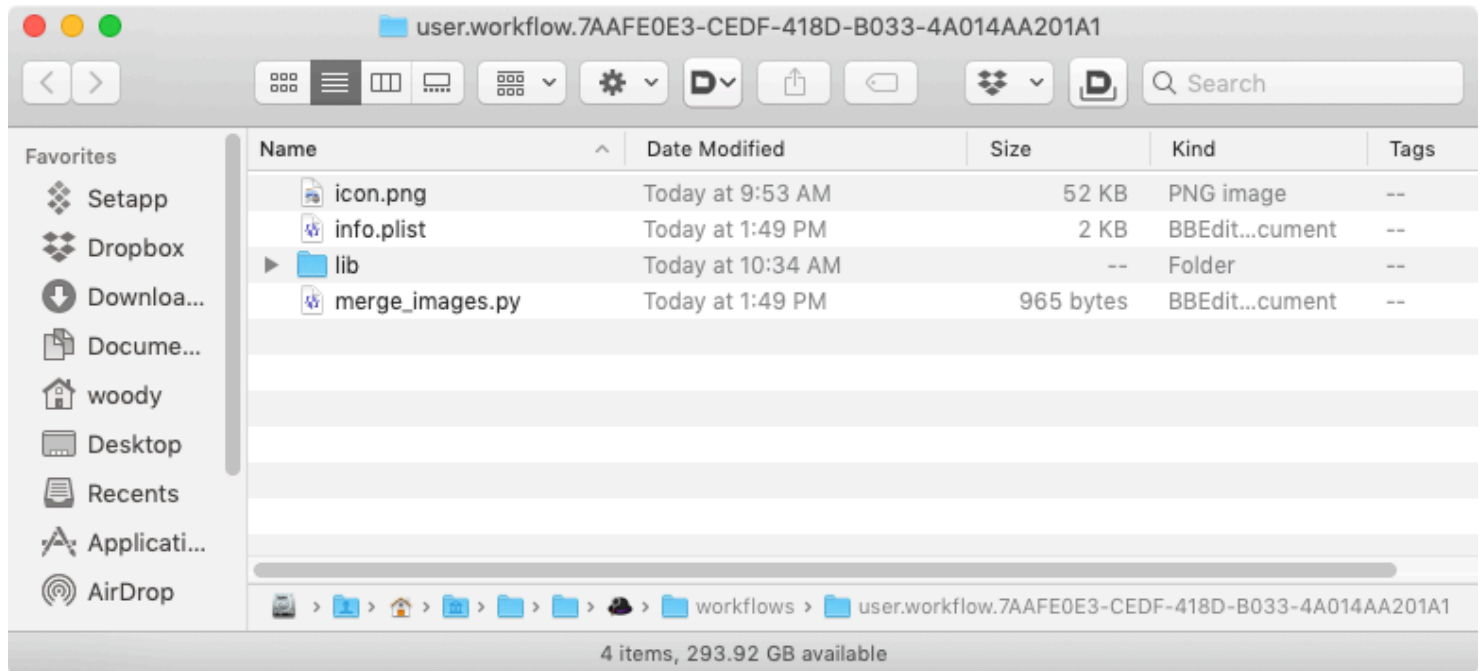 user.workflow.7AAFE0E3-CEDF-418D-B033-4A014AA201A1
Search
Favorites
Setapp
Dropbox
Downloa...
Docume...
woody
Desktop
Recents
Applicati...
AirDrop
Name Date Modified Size Kind Tags
icon.png Today at 9:53 AM 52 KB PNG image --
info.plist Today at 1:49 PM 2 KB BBEdit...cument --
lib Today at 10:34 AM -- Folder --
merge_images.py Today at 1:49 PM 965 bytes BBEdit...cument --
workflows › user.workflow.7AAFE0E3-CEDF-418D-B033-4A014AA201A1
4 items, 293.92 GB available